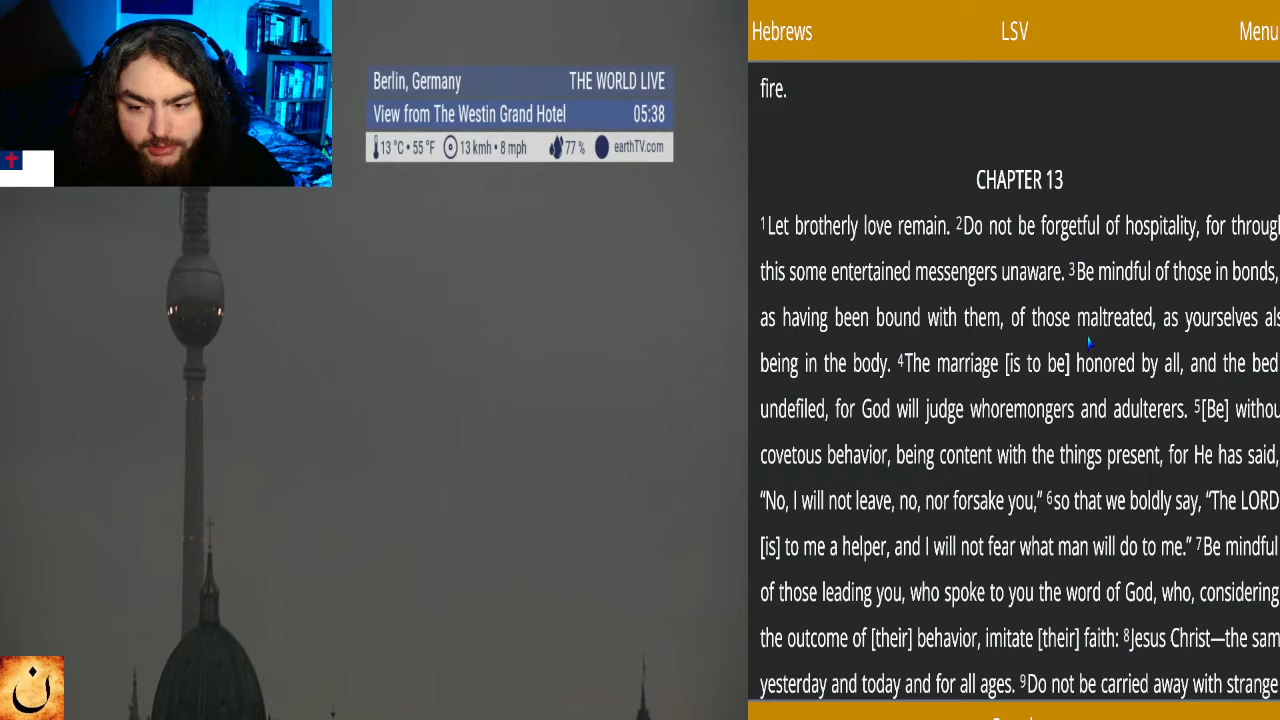 Berlin, Germany THE WORLD LIVE
View from The Westin Grand Hotel 05:38
13 °C • 55 °F 13 kmh • 8 mph 77 % earthTV.com
ن
Hebrews LSV Menu
fire.
CHAPTER 13
1Let brotherly love remain. 2Do not be forgetful of hospitality, for through
this some entertained messengers unaware. 3Be mindful of those in bonds,
as having been bound with them, of those maltreated, as yourselves als
being in the body. 4The marriage [is to be] honored by all, and the bed
undefiled, for God will judge whoremongers and adulterers. 5[Be] withou
covetous behavior, being content with the things present, for He has said,
“No, I will not leave, no, nor forsake you,” 6so that we boldly say, “The LORD
[is] to me a helper, and I will not fear what man will do to me.” 7Be mindful
of those leading you, who spoke to you the word of God, who, considering
the outcome of [their] behavior, imitate [their] faith: 8Jesus Christ—the sam
yesterday and today and for all ages. 9Do not be carried away with strange